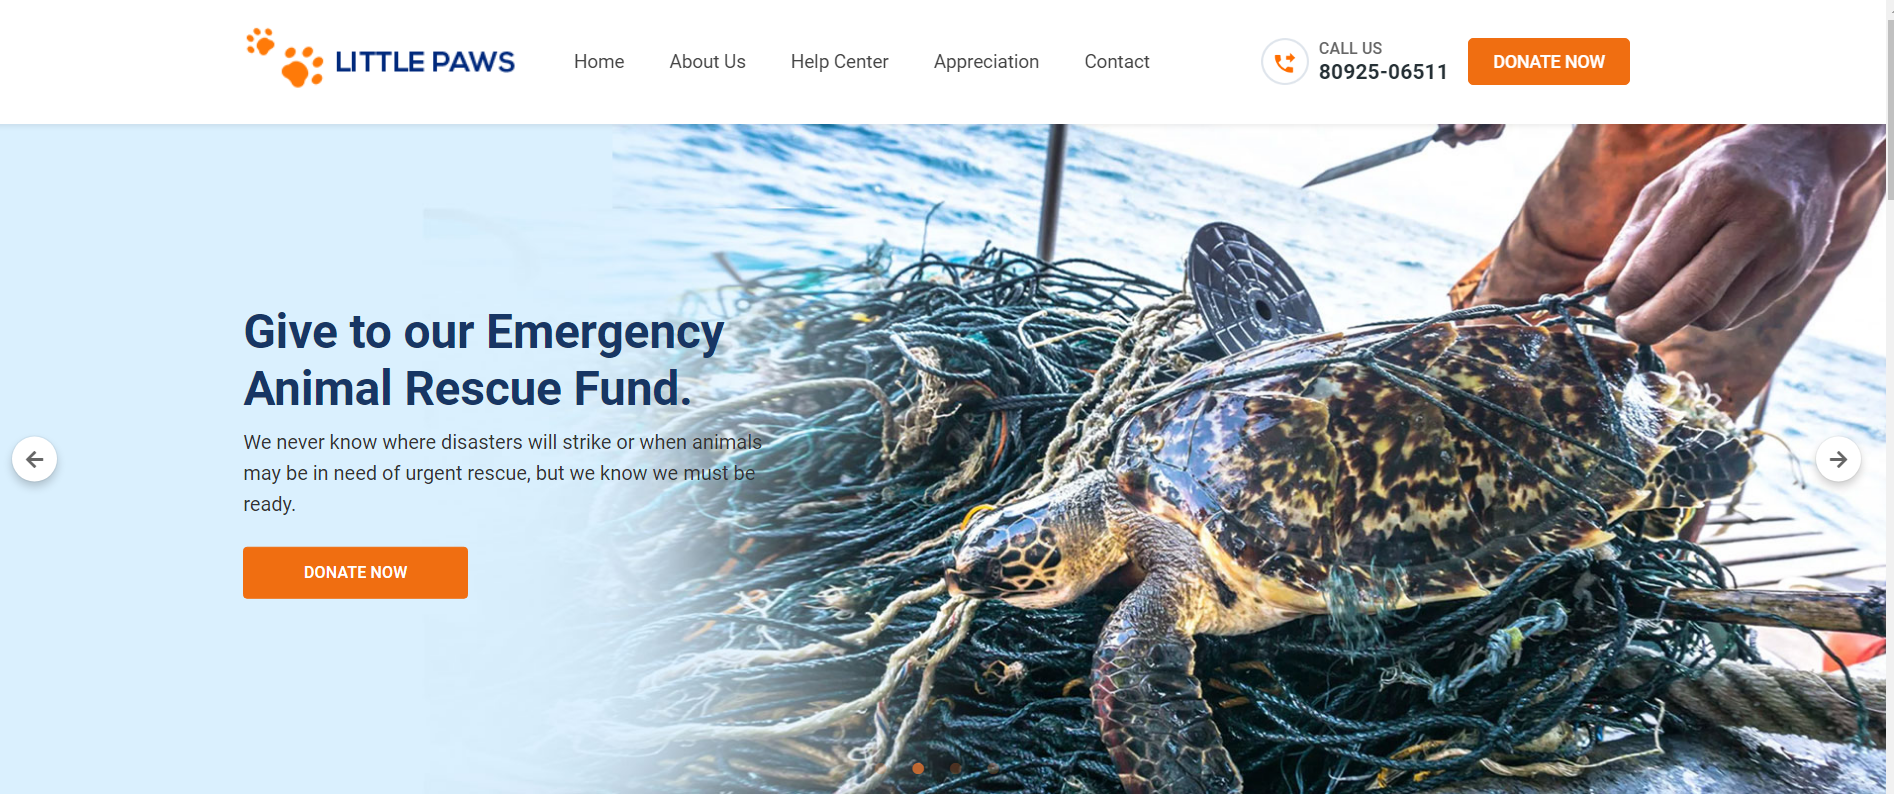 LITTLE PAWS
Home
About Us
Help Center
Appreciation
Contact
CALL US
80925-06511
DONATE NOW
Give to our Emergency
Animal Rescue Fund.
We never know where disasters will strike or when animals
may be in need of urgent rescue, but we know we must be
ready.
DONATE NOW